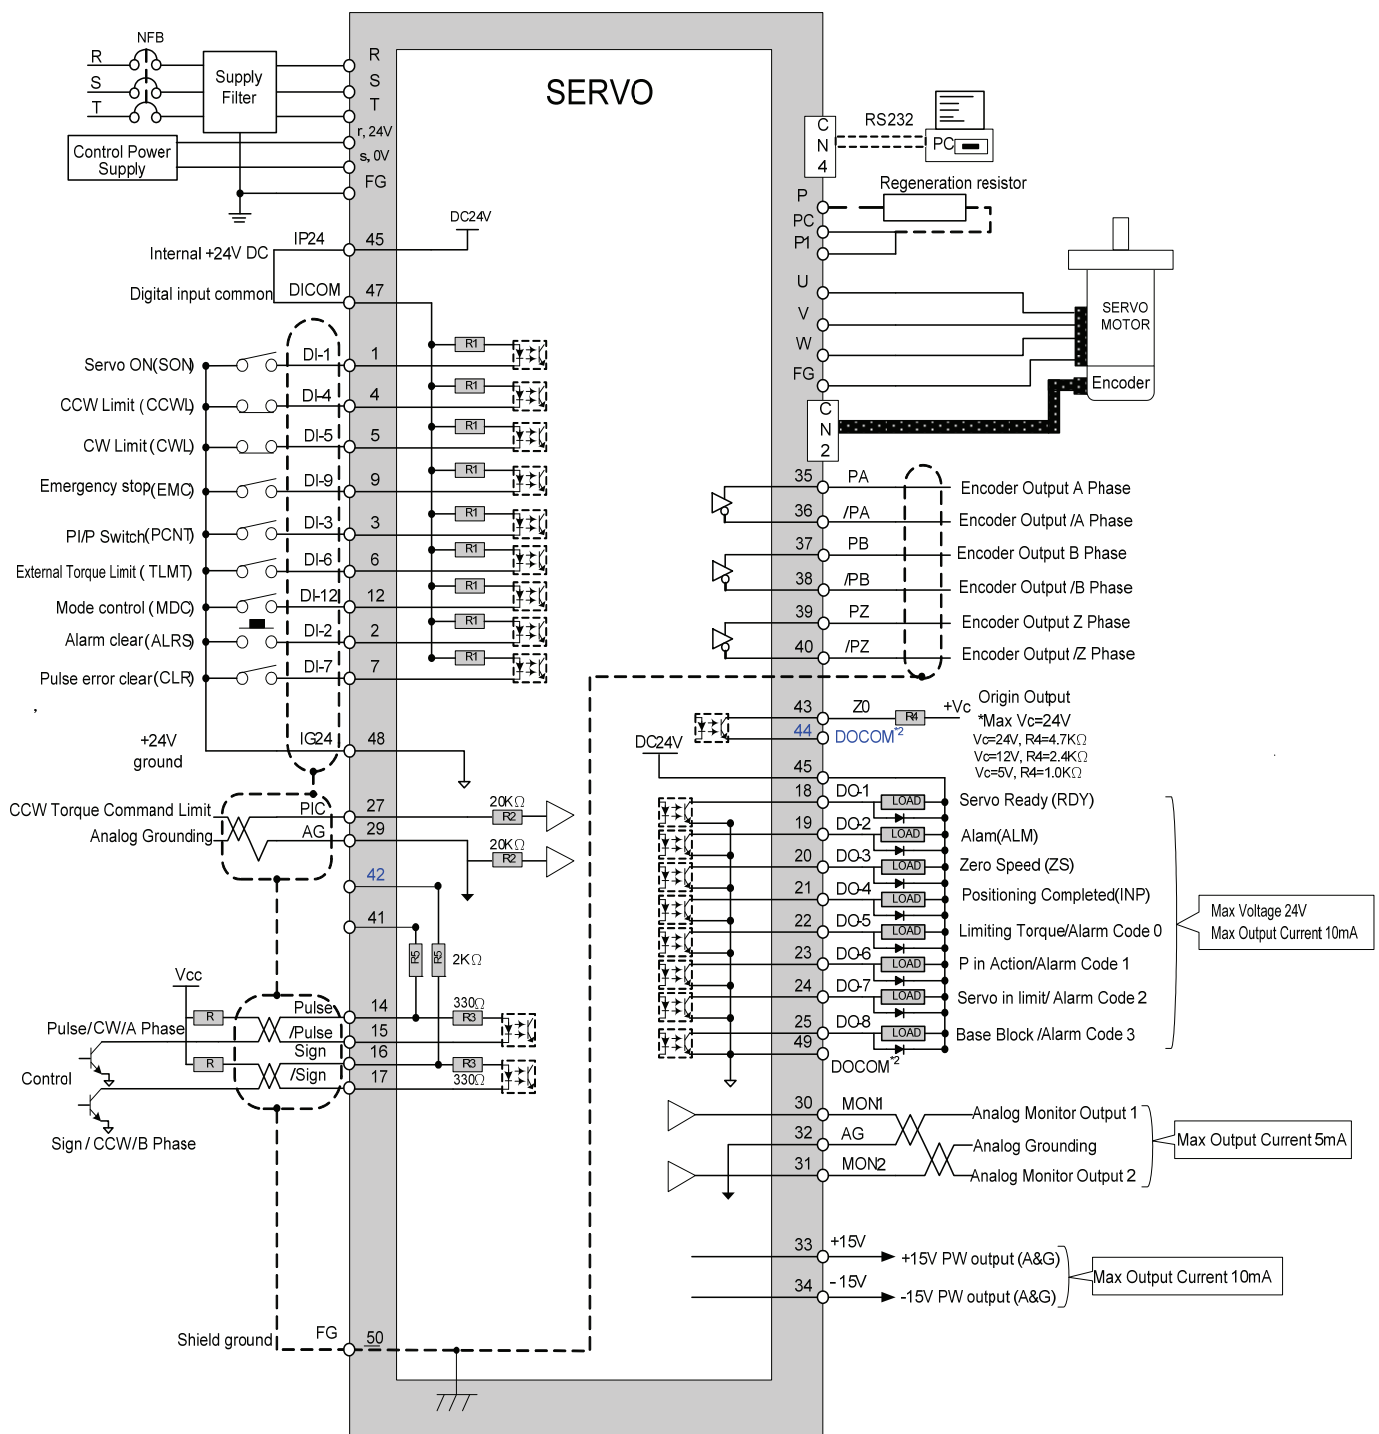 SERVO
NFB
R
S
T
Supply
Filter
R
S
T
r, 24V
s, 0V
FG
Control Power
Supply
DC24V
Internal +24V DC
IP24
45
Digital input common
DICOM
47
Servo ON(SON)
DI-1
1
R1
CCW Limit (CCWL)
DI-4
4
R1
CW Limit (CWL)
DI-5
5
R1
Emergency stop(EMC)
DI-9
9
R1
PI/P Switch(PCNT)
DI-3
3
R1
External Torque Limit ( TLMT)
DI-6
6
R1
Mode control (MDC)
DI-12
12
R1
Alarm clear(ALRS)
DI-2
2
R1
Pulse error clear(CLR)
DI-7
7
R1
,
+24V
ground
IG24
48
CCW Torque Command Limit
PIC
27
20KΩ
R2
Analog Grounding
AG
29
20KΩ
R2
42
41
R5
R5
2KΩ
Vcc
R
Pulse
14
330Ω
R3
Pulse/CW/A Phase
/Pulse
15
Sign
16
R
R3
330Ω
Control
/Sign
17
Sign / CCW/B Phase
Shield ground
FG
50
C
N
4
RS232
PC
P
Regeneration resistor
PC
P1
U
V
W
FG
SERVO
MOTOR
Encoder
C
N
2
35
PA
Encoder Output A Phase
36
/PA
Encoder Output /A Phase
37
PB
Encoder Output B Phase
38
/PB
Encoder Output /B Phase
39
PZ
Encoder Output Z Phase
40
/PZ
Encoder Output /Z Phase
43
Z0
R4
+Vc
Origin Output
*Max Vc=24V
Vc=24V, R4=4.7KΩ
Vc=12V, R4=2.4KΩ
Vc=5V, R4=1.0KΩ
44
DOCOM*2
DC24V
45
18
DO-1
LOAD
Servo Ready (RDY)
19
DO-2
LOAD
Alam(ALM)
20
DO-3
LOAD
Zero Speed (ZS)
21
DO-4
LOAD
Positioning Completed(INP)
22
DO-5
LOAD
Limiting Torque/Alarm Code 0
23
DO-6
LOAD
P in Action/Alarm Code 1
24
DO-7
LOAD
Servo in limit/ Alarm Code 2
25
DO-8
LOAD
Base Block /Alarm Code 3
49
DOCOM*2
Max Voltage 24V
Max Output Current 10mA
30
MON1
Analog Monitor Output 1
32
AG
Analog Grounding
31
MON2
Analog Monitor Output 2
Max Output Current 5mA
33
+15V
+15V PW output (A&G)
34
-15V
-15V PW output (A&G)
Max Output Current 10mA